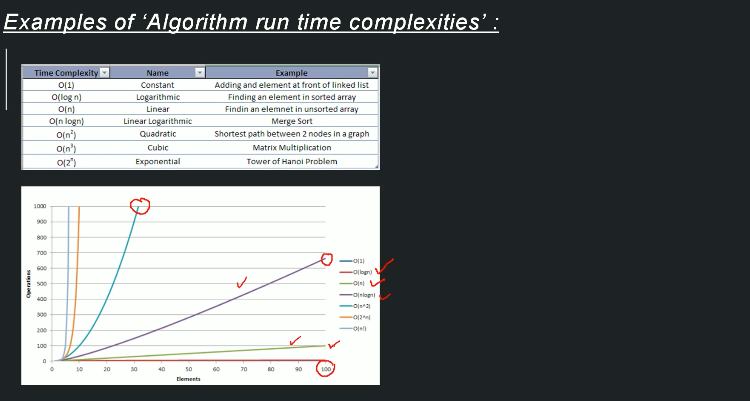 Examples of ‘Algorithm run time complexities’ :
Time Complexity Name Example
O(1) Constant Adding and element at front of linked list
O(log n) Logarithmic Finding an element in sorted array
O(n) Linear Findin an elemnet in unsorted array
O(n logn) Linear Logarithmic Merge Sort
O(n²) Quadratic Shortest path between 2 nodes in a graph
O(n³) Cubic Matrix Multiplication
O(2ⁿ) Exponential Tower of Hanoi Problem
1000
900
800
700
600
500
400
300
200
100
0
Operations
0 10 20 30 40 50 60 70 80 90 100
Elements
O(1)
O(logn)
O(n)
O(nlogn)
O(n^2)
O(2^n)
O(n!)